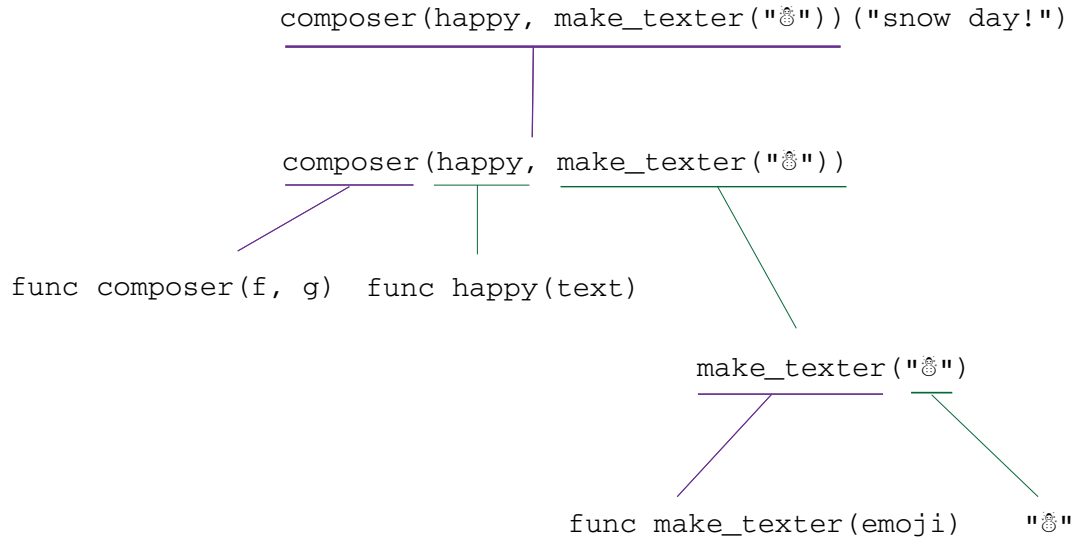 composer(happy, make_texter("☃"))("snow day!")
composer(happy, make_texter("☃"))
func composer(f, g) func happy(text)
make_texter("☃")
func make_texter(emoji) "☃"